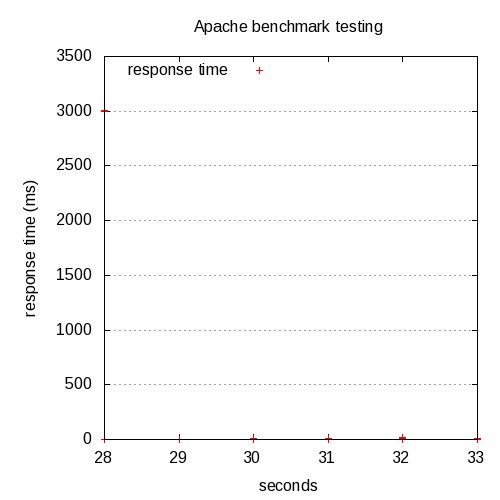 Apache benchmark testing
response time
3500
3000
2500
2000
1500
1000
500
0
response time (ms)
28 29 30 31 32 33
seconds